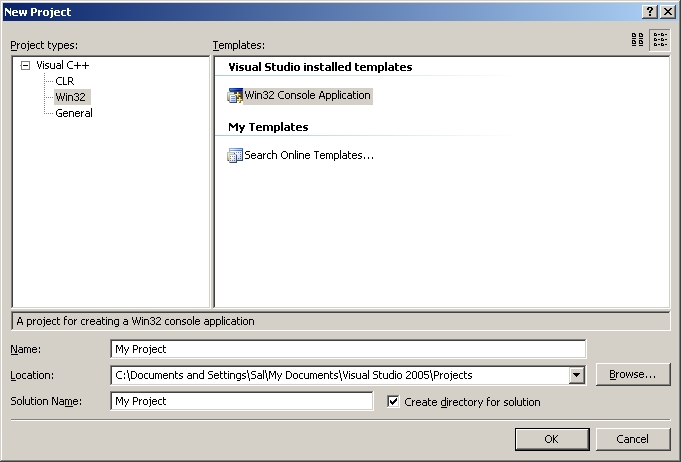 New Project
Project types:
Templates:
Visual C++
CLR
Win32
General
Visual Studio installed templates
Win32 Console Application
My Templates
Search Online Templates...
A project for creating a Win32 console application
Name:
My Project
Location:
C:\Documents and Settings\Sal\My Documents\Visual Studio 2005\Projects
Browse...
Solution Name:
My Project
Create directory for solution
OK
Cancel